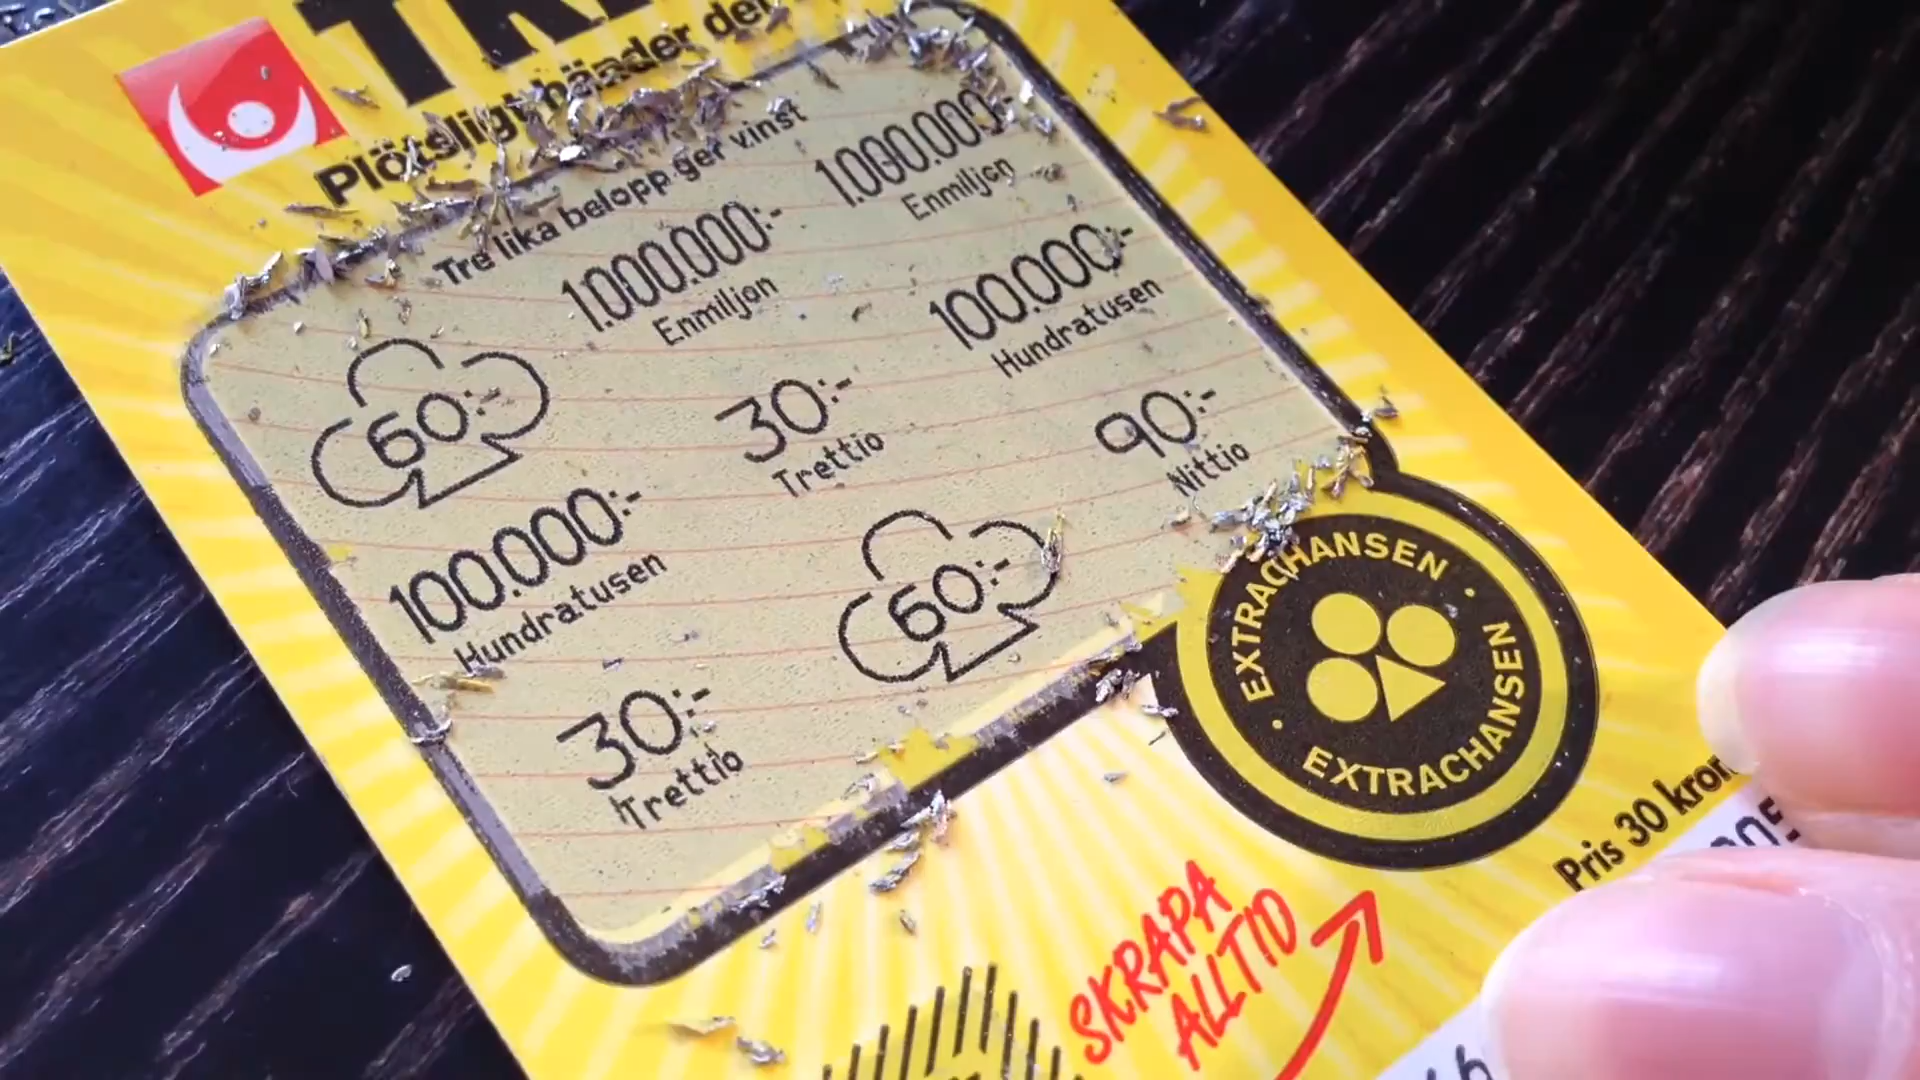 Plötsligt händer de
Tre lika belopp ger vinst
1.000.000:-
Enmiljon
1.000.000:-
Enmiljon
60:-
30:-
Trettio
100.000:-
Hundratusen
100.000:-
Hundratusen
90:-
Nittio
30:-
Trettio
60:-
EXTRACHANSEN
EXTRACHANSEN
Pris 30 kron
SKRAPA
ALLTID